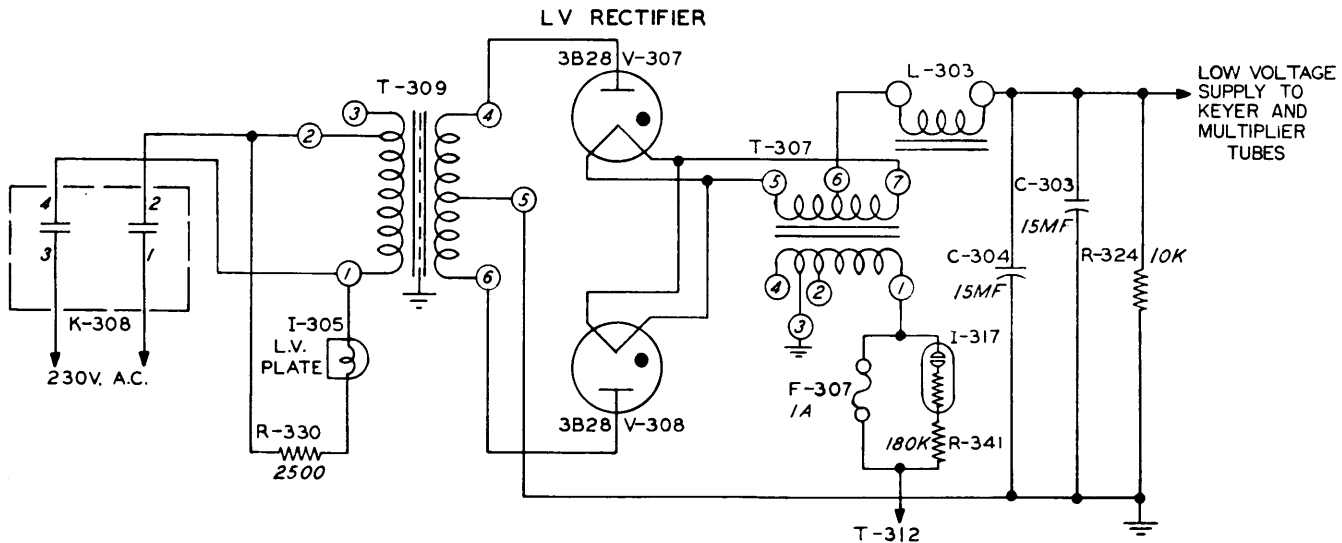 LV RECTIFIER
3B28 V-307
T-309
L-303
LOW VOLTAGE
SUPPLY TO
KEYER AND
MULTIPLIER
TUBES
3
4
2
T-307
5
6
7
5
C-303
15MF
4 2
3 1
C-304
15MF
R-324 10K
1
6
4
2
1
3
K-308
I-305
L.V.
PLATE
I-317
230V. A.C.
F-307
1A
3B28 V-308
R-330
2500
180K R-341
T-312